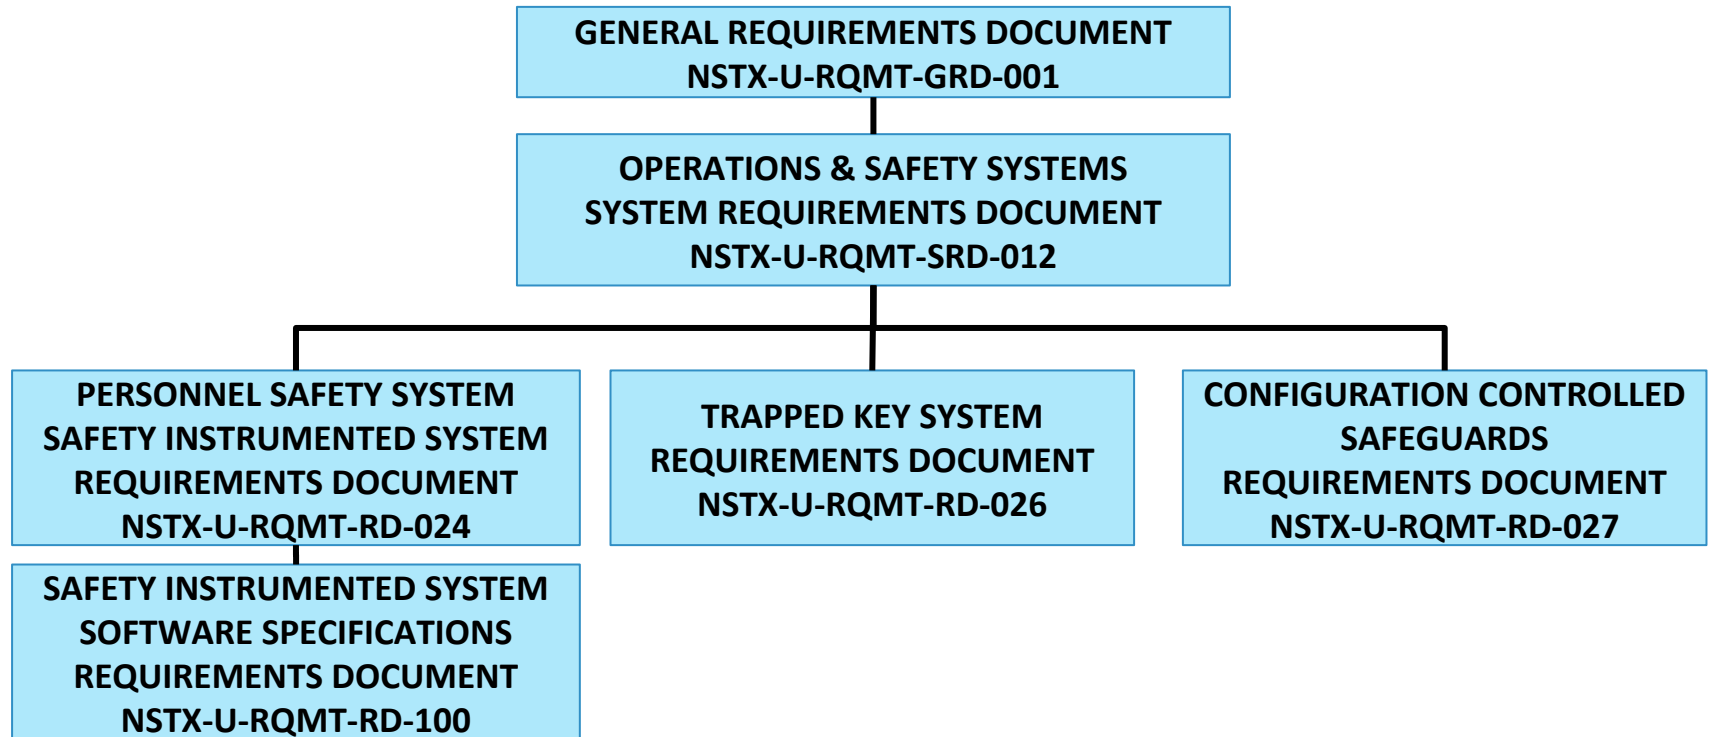 GENERAL REQUIREMENTS DOCUMENT
NSTX-U-RQMT-GRD-001
OPERATIONS & SAFETY SYSTEMS
SYSTEM REQUIREMENTS DOCUMENT
NSTX-U-RQMT-SRD-012
PERSONNEL SAFETY SYSTEM
SAFETY INSTRUMENTED SYSTEM
REQUIREMENTS DOCUMENT
NSTX-U-RQMT-RD-024
TRAPPED KEY SYSTEM
REQUIREMENTS DOCUMENT
NSTX-U-RQMT-RD-026
CONFIGURATION CONTROLLED
SAFEGUARDS
REQUIREMENTS DOCUMENT
NSTX-U-RQMT-RD-027
SAFETY INSTRUMENTED SYSTEM
SOFTWARE SPECIFICATIONS
REQUIREMENTS DOCUMENT
NSTX-U-RQMT-RD-100